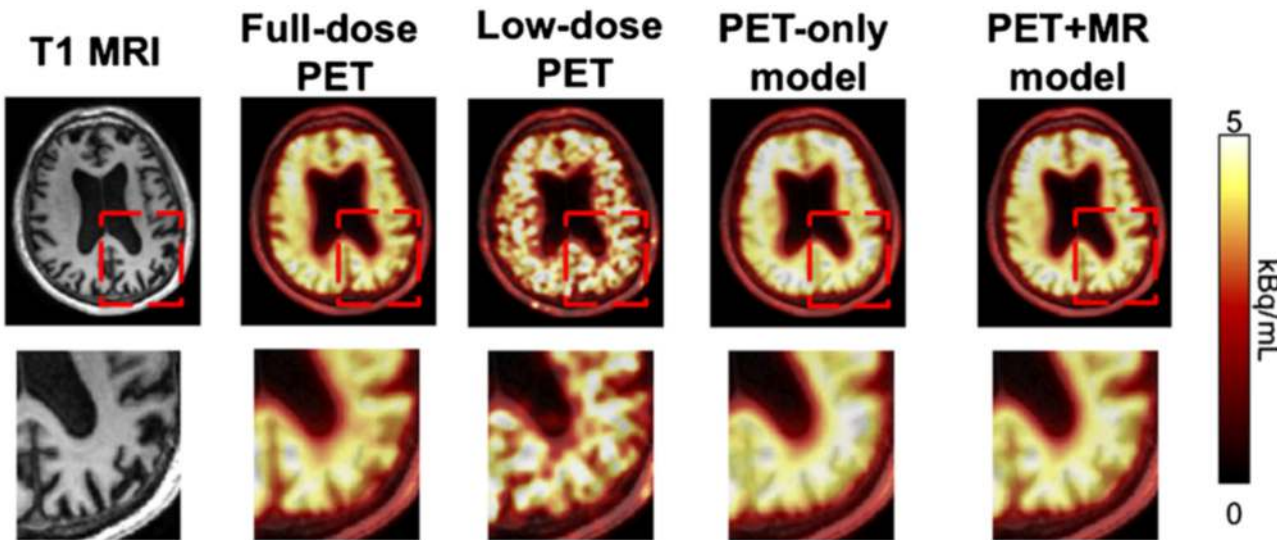 T1 MRI
Full-dose
PET
Low-dose
PET
PET-only
model
PET+MR
model
5
kBq/mL
0